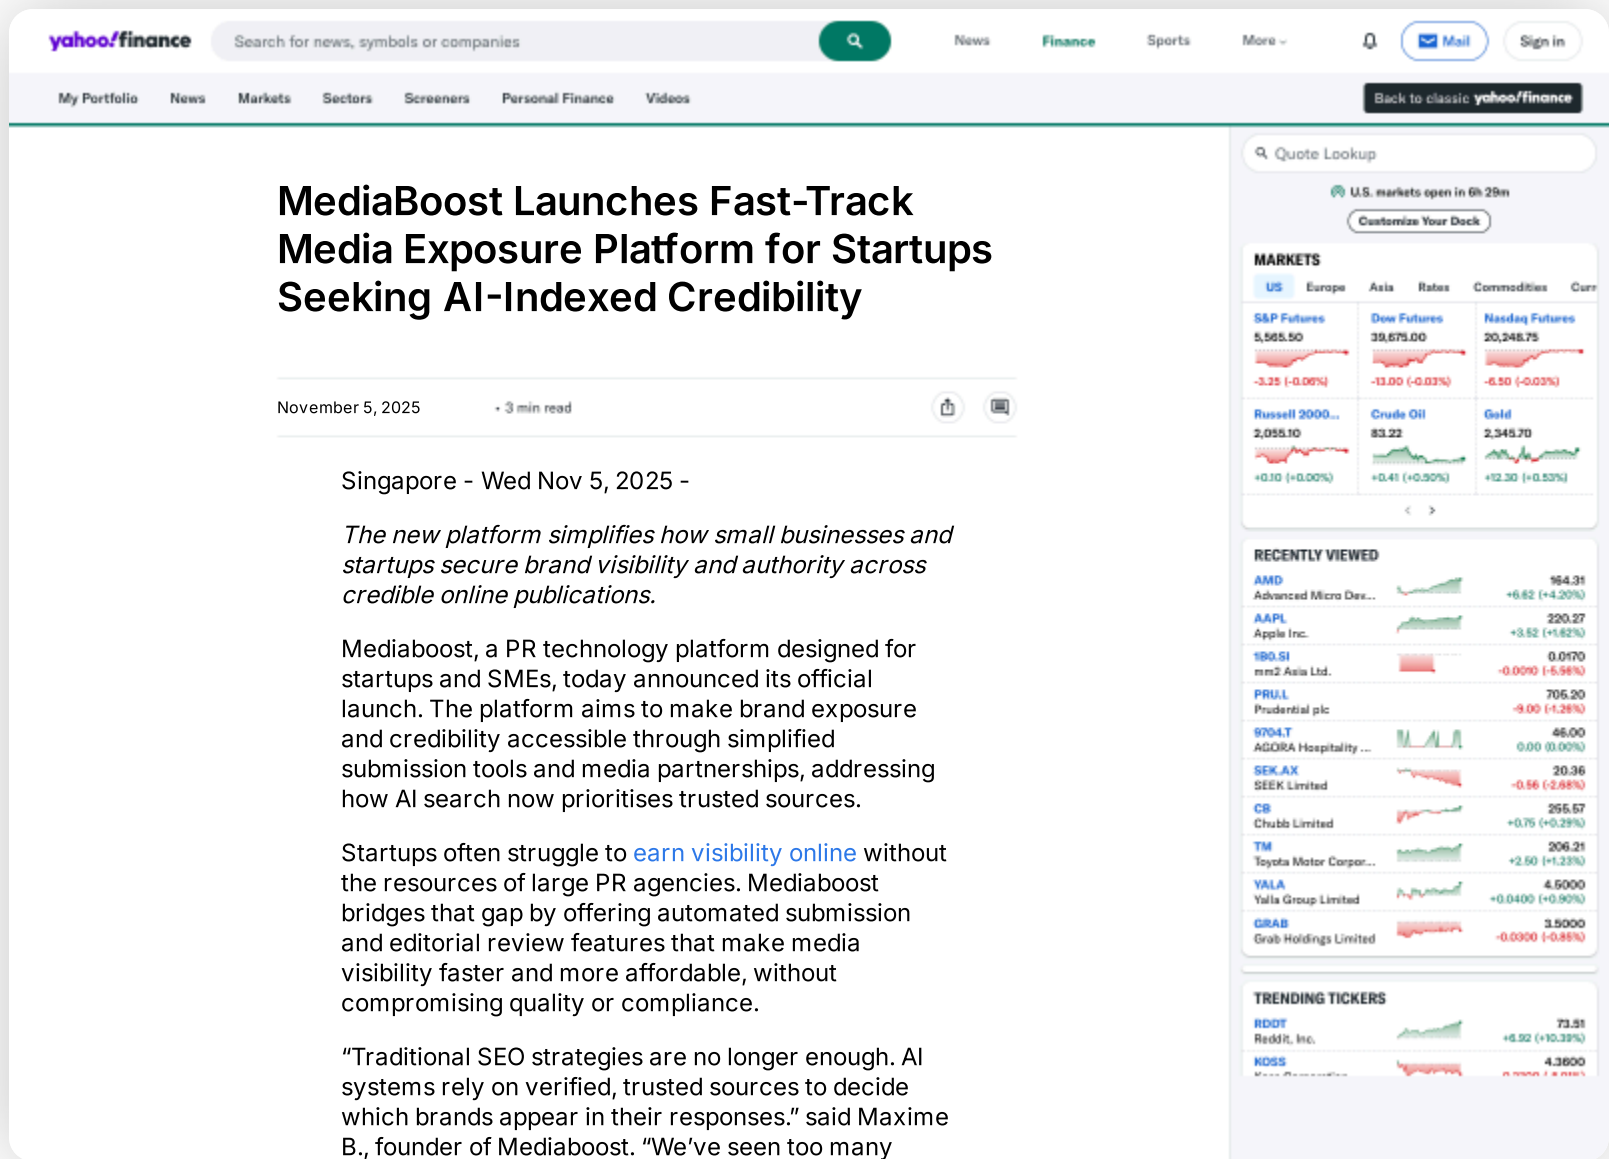 yahoo!finance
Search for news, symbols or companies
News Finance Sports More
Mail
Sign in
My Portfolio News Markets Sectors Screeners Personal Finance Videos
Back to classic yahoo!finance
MediaBoost Launches Fast-Track
Media Exposure Platform for Startups
Seeking AI-Indexed Credibility
November 5, 2025 • 3 min read
Singapore - Wed Nov 5, 2025 -
The new platform simplifies how small businesses and
startups secure brand visibility and authority across
credible online publications.
Mediaboost, a PR technology platform designed for
startups and SMEs, today announced its official
launch. The platform aims to make brand exposure
and credibility accessible through simplified
submission tools and media partnerships, addressing
how AI search now prioritises trusted sources.
Startups often struggle to earn visibility online without
the resources of large PR agencies. Mediaboost
bridges that gap by offering automated submission
and editorial review features that make media
visibility faster and more affordable, without
compromising quality or compliance.
“Traditional SEO strategies are no longer enough. AI
systems rely on verified, trusted sources to decide
which brands appear in their responses.” said Maxime
B., founder of Mediaboost. “We’ve seen too many
Quote Lookup
U.S. markets open in 6h 29m
Customize Your Dock
MARKETS
US Europe Asia Rates Commodities Curr
S&P Futures Dow Futures Nasdaq Futures
5,565.50 39,675.00 20,248.75
-3.25 (-0.06%) -13.00 (-0.03%) -6.50 (-0.03%)
Russell 2000... Crude Oil Gold
2,055.10 83.22 2,345.70
+0.10 (+0.00%) +0.41 (+0.50%) +12.30 (+0.53%)
RECENTLY VIEWED
AMD 164.31
Advanced Micro Dev... +6.62 (+4.20%)
AAPL 220.27
Apple Inc. +3.52 (+1.62%)
1B0.SI 0.0170
mm2 Asia Ltd. -0.0010 (-5.56%)
PRU.L 705.20
Prudential plc -9.00 (-1.26%)
9704.T 46.00
AGORA Hospitality ... 0.00 (0.00%)
SEK.AX 20.36
SEEK Limited -0.56 (-2.68%)
CB 255.57
Chubb Limited +0.75 (+0.29%)
TM 206.21
Toyota Motor Corpor... +2.50 (+1.23%)
YALA 4.5000
Yalla Group Limited +0.0400 (+0.90%)
GRAB 3.5000
Grab Holdings Limited -0.0300 (-0.85%)
TRENDING TICKERS
RDDT 73.51
Reddit, Inc. +6.92 (+10.39%)
KOSS 4.3600